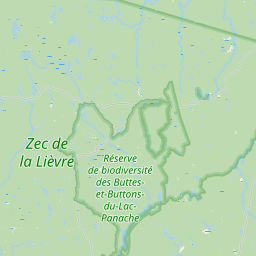 Zec de
la Lièvre
Réserve
de biodiversité
des Buttes-
et-Buttons-
du-Lac-
Panache